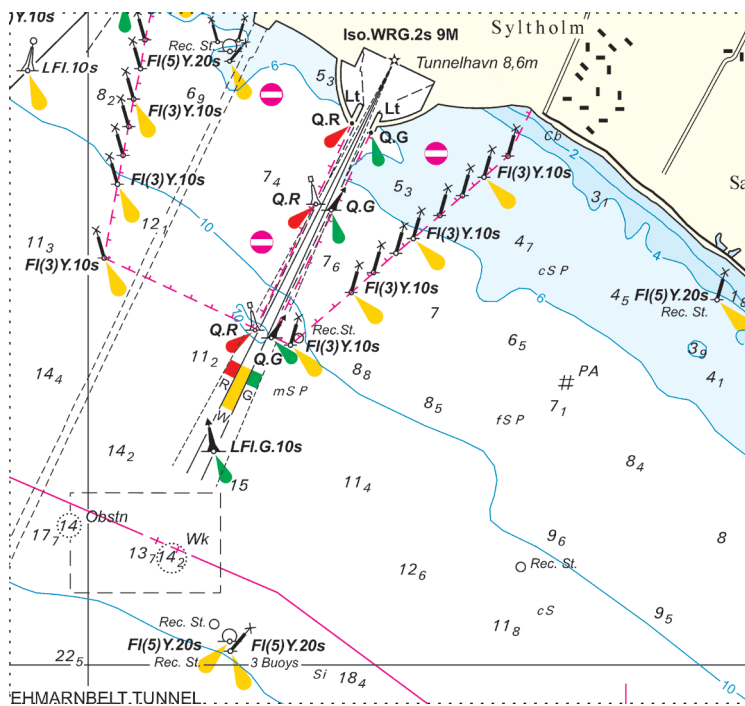 Y.10s
Syltholm
Iso.WRG.2s 9M
Rec. St.
Fl(5)Y.20s
LFl.10s
6
5₃
Tunnelhavn 8,6m
8₂
6₉
Fl(3)Y.10s
Lt
Lt
Q.R
Q.G
cb
2
Fl(3)Y.10s
7₄
5₃
3₁
Sa
Q.R
Q.G
10
12₁
Fl(3)Y.10s
4₇
4
11₃
7₆
cS P
Fl(3)Y.10s
Fl(3)Y.10s
6
4₅
Fl(5)Y.20s
1₈
Rec. St.
10
7
Q.R
Rec.St.
Q.G
Fl(3)Y.10s
6₅
3₉
11₂
14₄
R
G
W
mS P
8₈
PA
4₁
8₅
7₁
fS P
LFl.G.10s
14₂
8₄
15
11₄
14
Obstn
17₇
Wk
13₇
14₂
9₆
8
12₆
Rec. St.
cS
9₅
Rec. St.
11₈
Fl(5)Y.20s
Fl(5)Y.20s
22₅
Rec. St.
3 Buoys
Si
18₄
10
EHMARNBELT TUNNEL